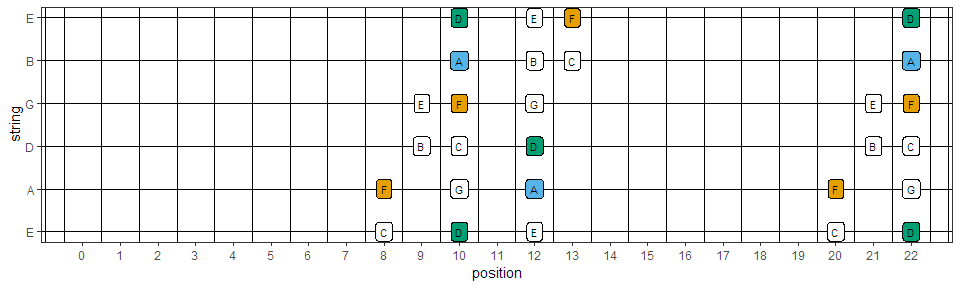 E D E F D
B A B C A
G E F G E F
D B C D B C
A F G A F G
E C D E C D
0 1 2 3 4 5 6 7 8 9 10 11 12 13 14 15 16 17 18 19 20 21 22
string
position